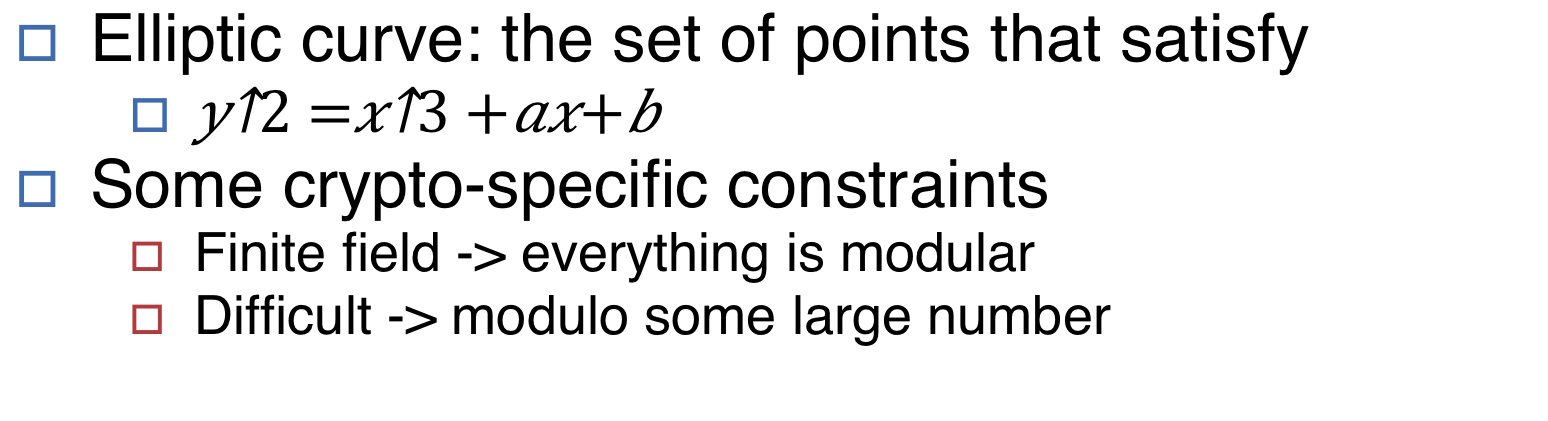 Elliptic curve: the set of points that satisfy
y↑2 =x↑3 +ax+b
Some crypto-specific constraints
Finite field -> everything is modular
Difficult -> modulo some large number